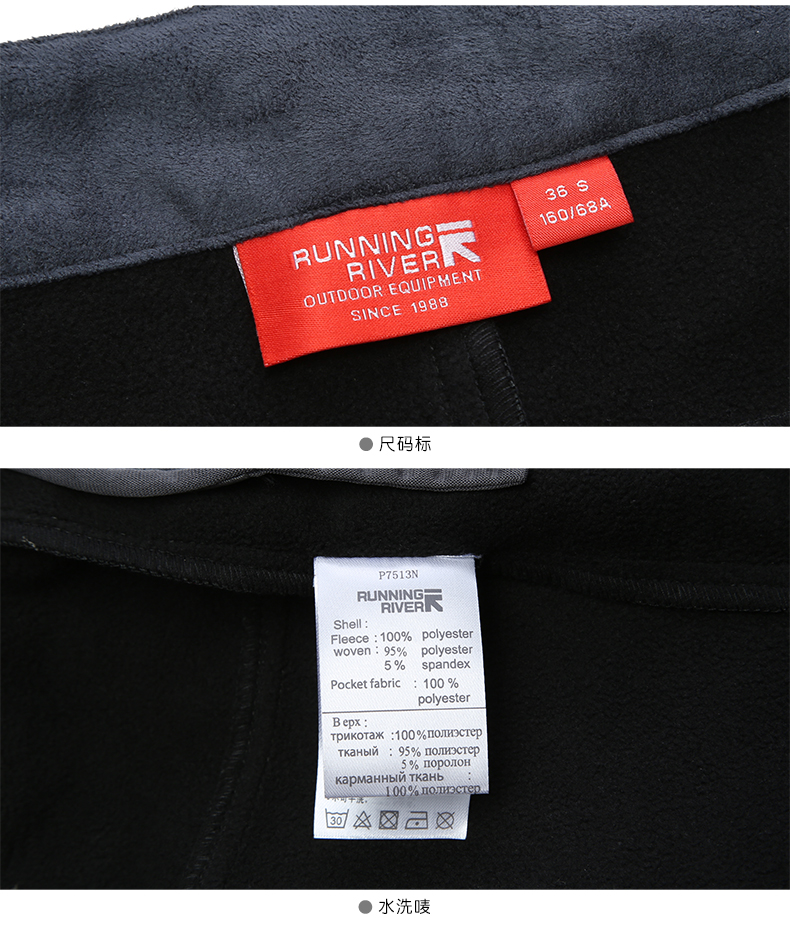 RUNNING
RIVER
OUTDOOR EQUIPMENT
SINCE 1988
36 S
160/68A
尺码标
P7513N
RUNNING
RIVER
Shell :
Fleece : 100% polyester
woven : 95% polyester
5 % spandex
Pocket fabric : 100 %
polyester
Верх :
трикотаж :100%полиэстер
тканый : 95% полиэстер
5% поролон
карманный ткань :
100%полиэстер
30
水洗唛